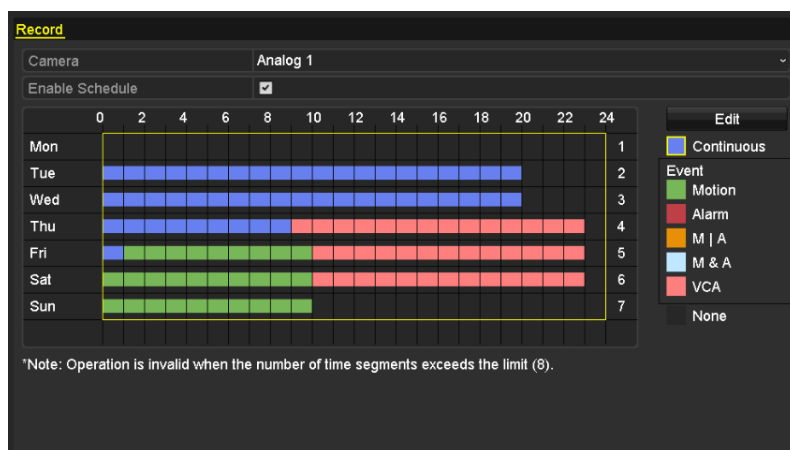 Record
Camera Analog 1
Enable Schedule
0 2 4 6 8 10 12 14 16 18 20 22 24
Edit
Mon 1
Continuous
Tue 2
Event
Motion
Wed 3
Alarm
Thu 4
M | A
Fri 5
M & A
Sat 6
VCA
Sun 7
None
*Note: Operation is invalid when the number of time segments exceeds the limit (8).